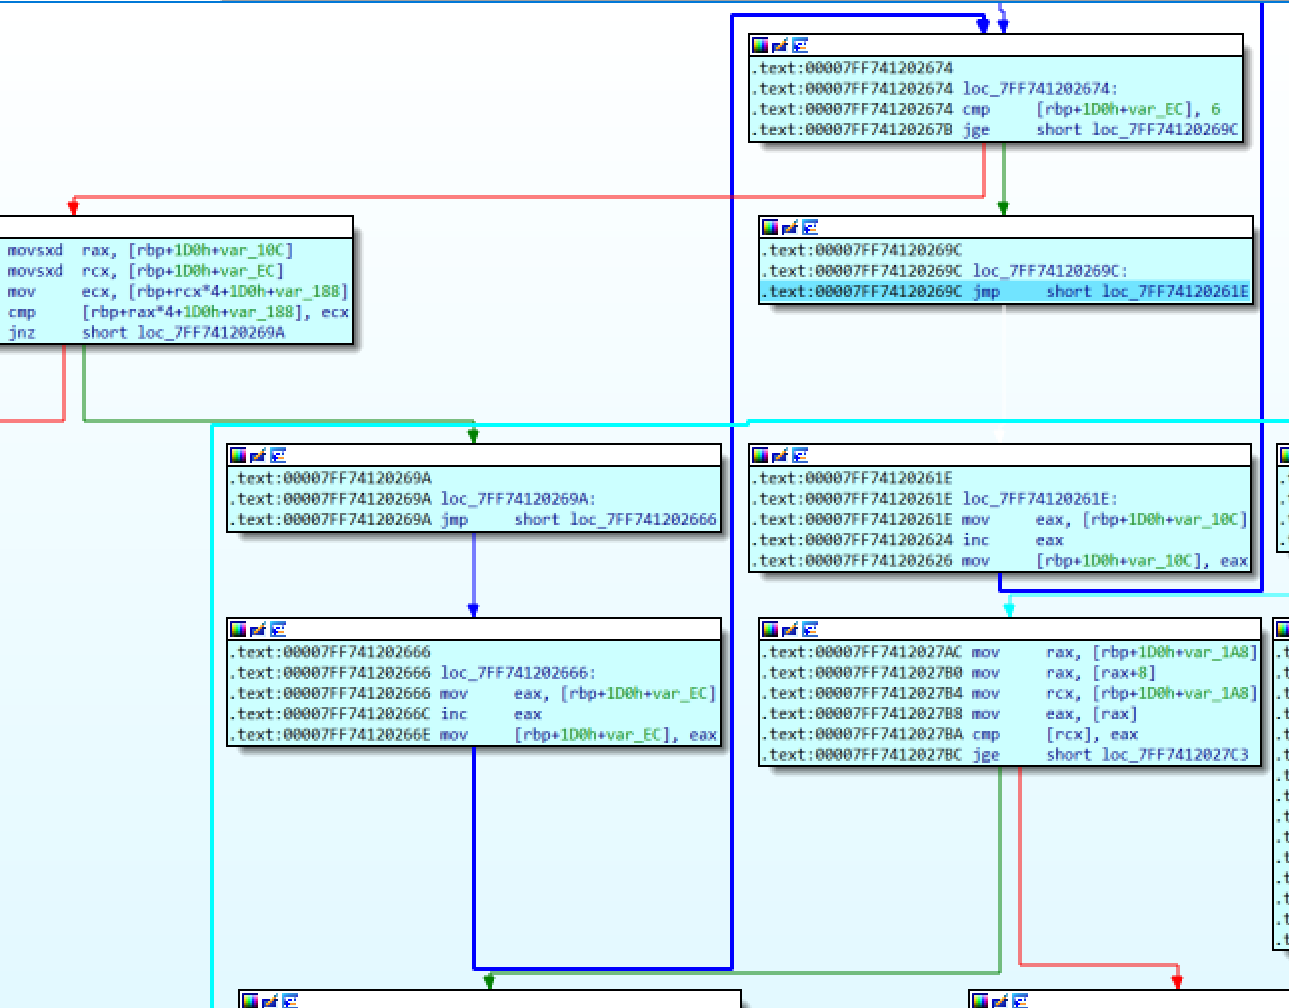 .text:00007FF741202674
.text:00007FF741202674 loc_7FF741202674:
.text:00007FF741202674 cmp [rbp+1D0h+var_EC], 6
.text:00007FF74120267B jge short loc_7FF74120269C
movsxd rax, [rbp+1D0h+var_10C]
movsxd rcx, [rbp+1D0h+var_EC]
mov ecx, [rbp+rcx*4+1D0h+var_188]
cmp [rbp+rax*4+1D0h+var_188], ecx
jnz short loc_7FF74120269A
.text:00007FF74120269C
.text:00007FF74120269C loc_7FF74120269C:
.text:00007FF74120269C jmp short loc_7FF74120261E
.text:00007FF74120269A
.text:00007FF74120269A loc_7FF74120269A:
.text:00007FF74120269A jmp short loc_7FF741202666
.text:00007FF74120261E
.text:00007FF74120261E loc_7FF74120261E:
.text:00007FF74120261E mov eax, [rbp+1D0h+var_10C]
.text:00007FF741202624 inc eax
.text:00007FF741202626 mov [rbp+1D0h+var_10C], eax
.text:00007FF741202666
.text:00007FF741202666 loc_7FF741202666:
.text:00007FF741202666 mov eax, [rbp+1D0h+var_EC]
.text:00007FF74120266C inc eax
.text:00007FF74120266E mov [rbp+1D0h+var_EC], eax
.text:00007FF7412027AC mov rax, [rbp+1D0h+var_1A8]
.text:00007FF7412027B0 mov rax, [rax+8]
.text:00007FF7412027B4 mov rcx, [rbp+1D0h+var_1A8]
.text:00007FF7412027B8 mov eax, [rax]
.text:00007FF7412027BA cmp [rcx], eax
.text:00007FF7412027BC jge short loc_7FF7412027C3